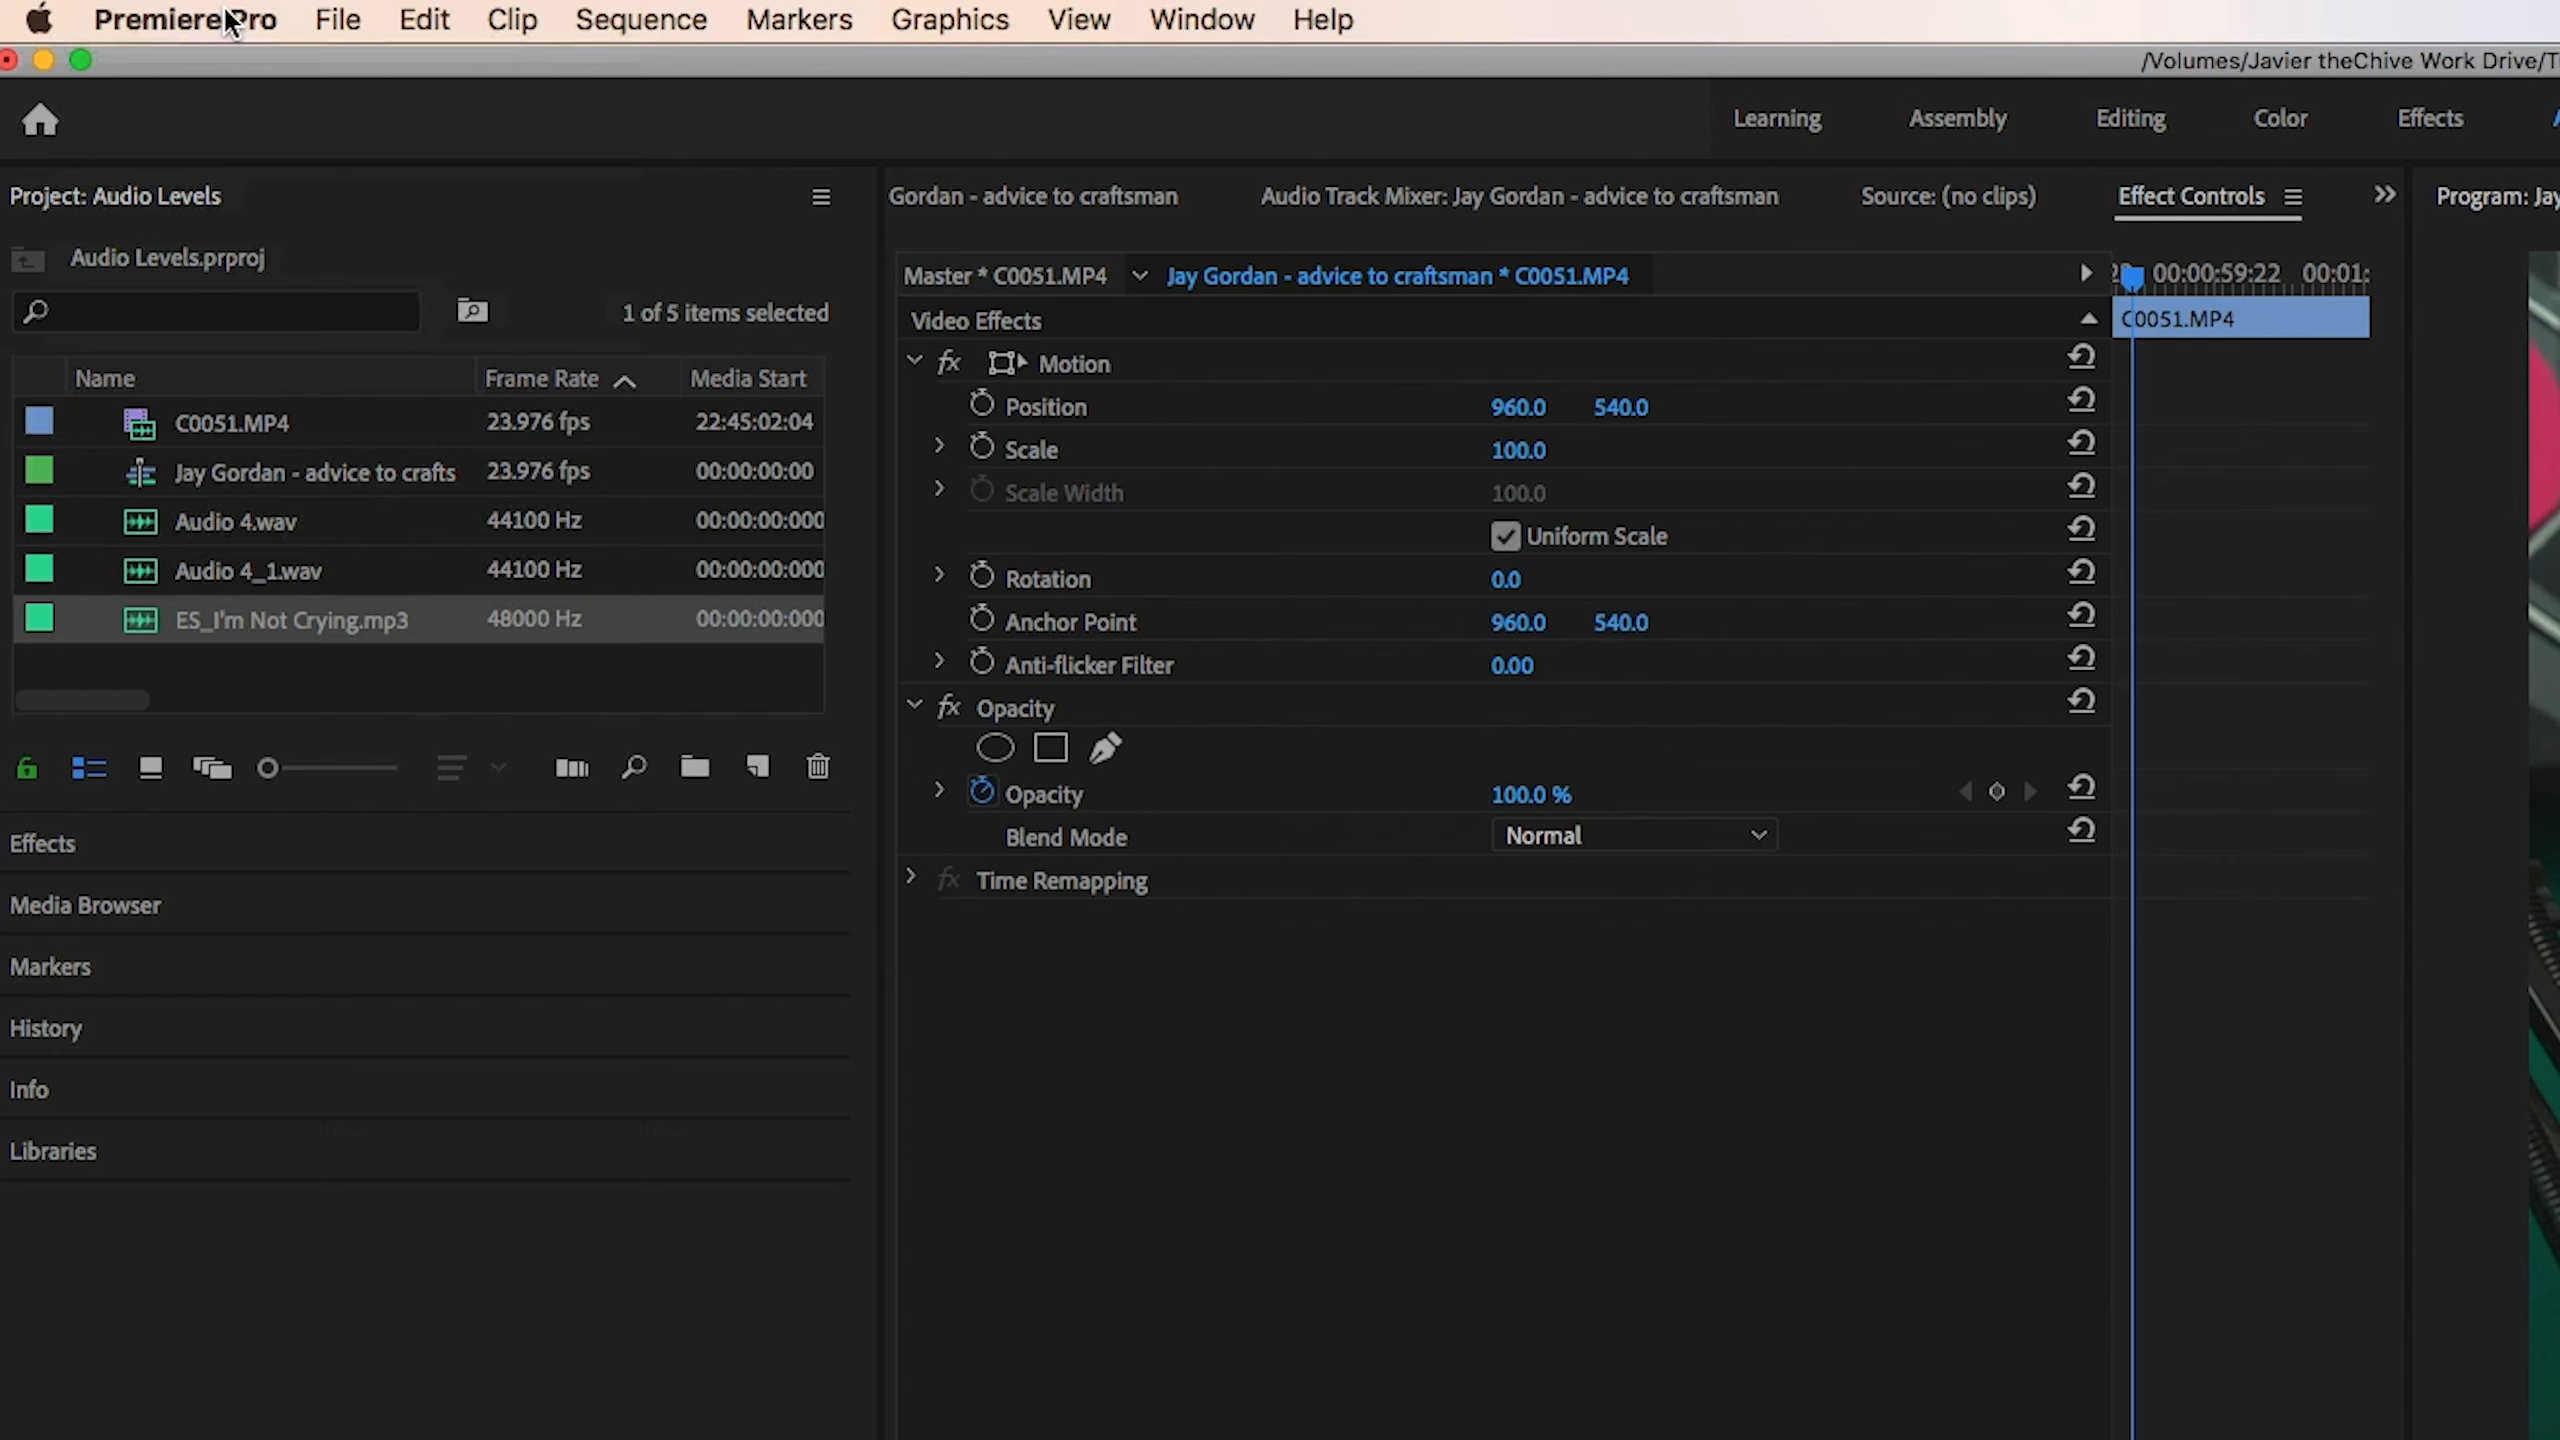 Premiere Pro File Edit Clip Sequence Markers Graphics View Window Help
/Volumes/Javier theChive Work Drive/T
Learning Assembly Editing Color Effects
Project: Audio Levels
Gordan - advice to craftsman Audio Track Mixer: Jay Gordan - advice to craftsman Source: (no clips) Effect Controls Program: Jay
Audio Levels.prproj
1 of 5 items selected
Name Frame Rate Media Start
C0051.MP4 23.976 fps 22:45:02:04
Jay Gordan - advice to crafts 23.976 fps 00:00:00:00
Audio 4.wav 44100 Hz 00:00:00:000
Audio 4_1.wav 44100 Hz 00:00:00:000
ES_I'm Not Crying.mp3 48000 Hz 00:00:00:000
Effects
Media Browser
Markers
History
Info
Libraries
Master * C0051.MP4 Jay Gordan - advice to craftsman * C0051.MP4
00:00:59:22 00:01:
Video Effects
C0051.MP4
fx Motion
Position 960.0 540.0
Scale 100.0
Scale Width 100.0
Uniform Scale
Rotation 0.0
Anchor Point 960.0 540.0
Anti-flicker Filter 0.00
fx Opacity
Opacity 100.0 %
Blend Mode Normal
fx Time Remapping